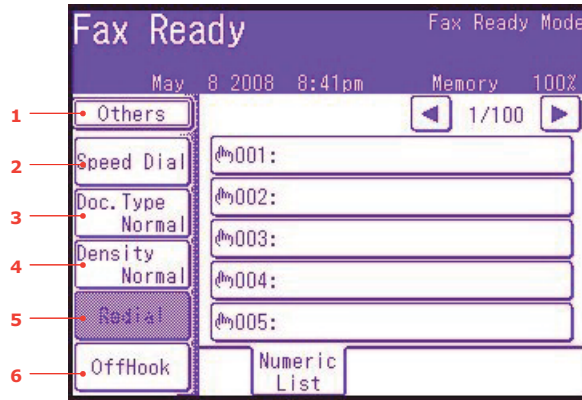 Fax Ready
Fax Ready Mode
May 8 2008 8:41pm Memory 100%
1 Others
1/100
2 Speed Dial
001:
3 Doc.Type
Normal
002:
003:
4 Density
Normal
004:
5 Redial
005:
6 OffHook
Numeric
List